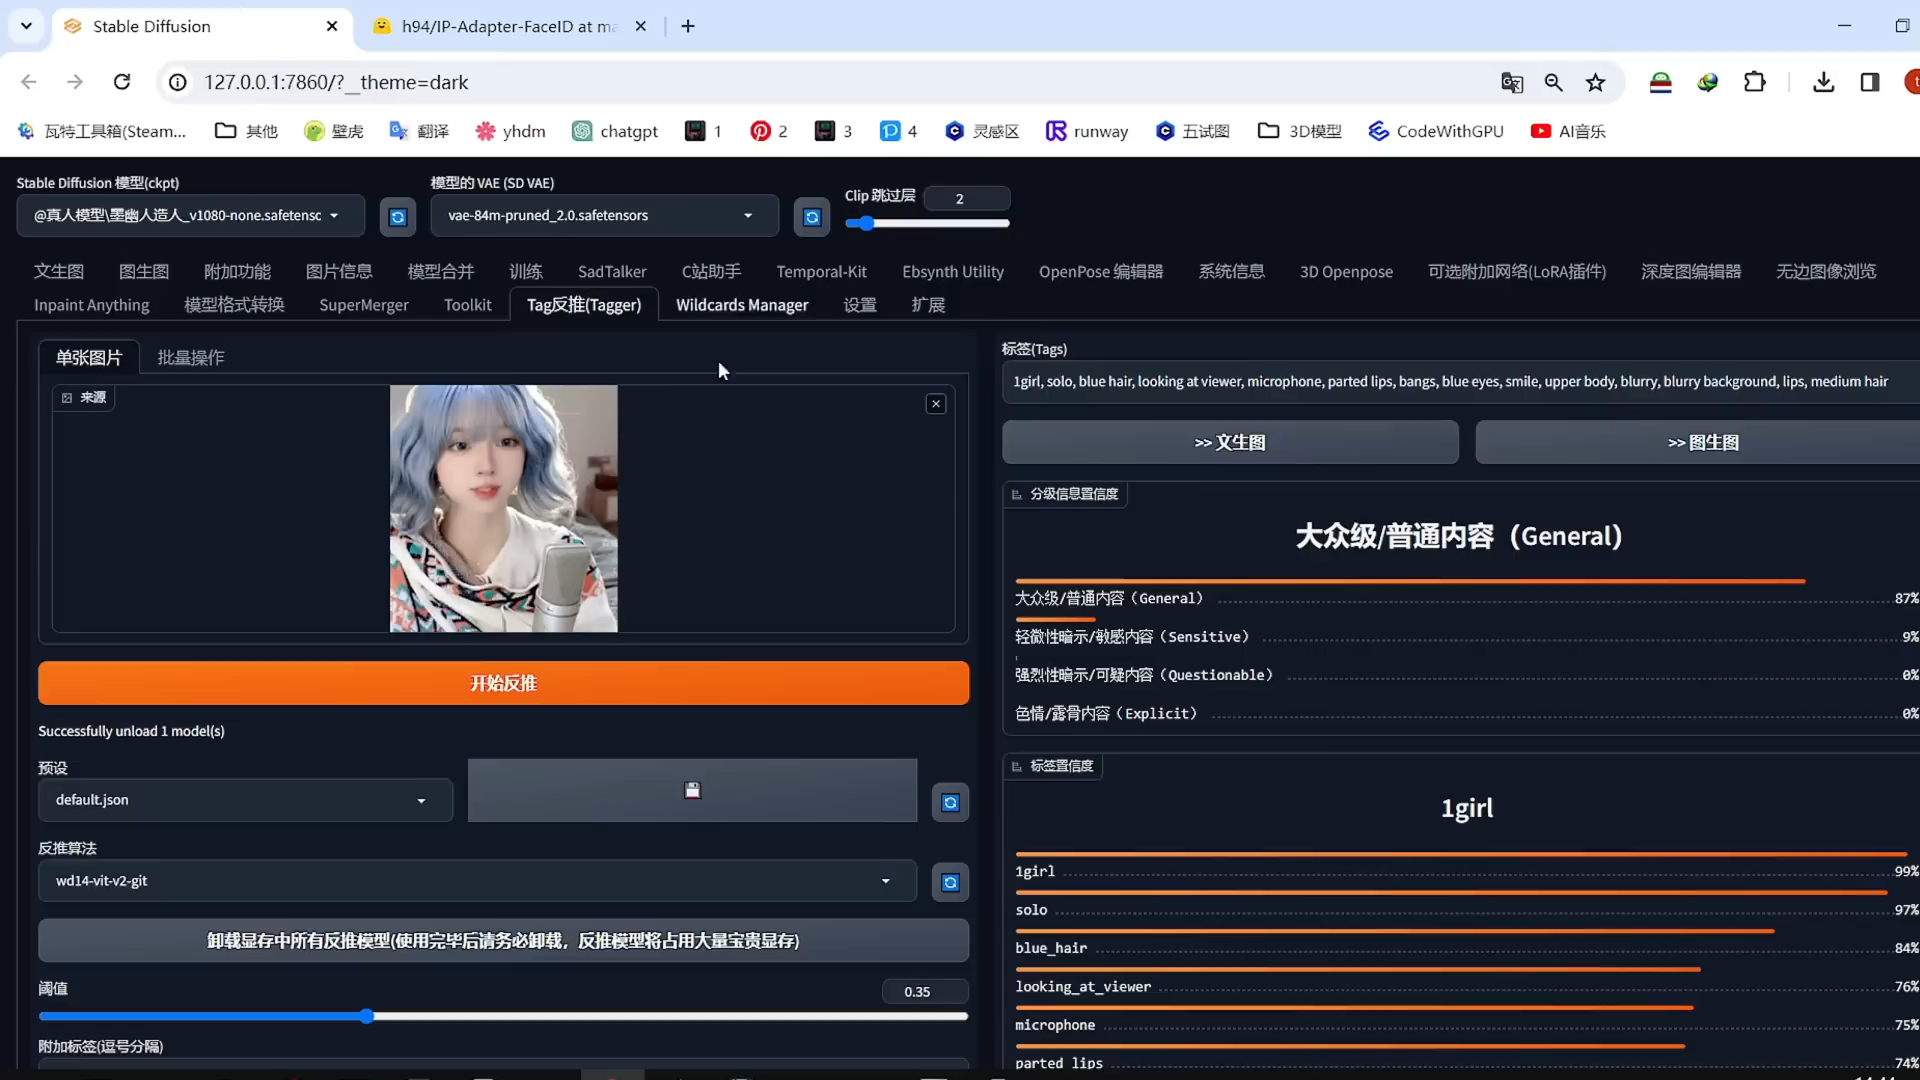 Stable Diffusion
h94/IP-Adapter-FaceID at ma
127.0.0.1:7860/?__theme=dark
瓦特工具箱(Steam...
其他
壁虎
翻译
yhdm
chatgpt
1
2
3
4
灵感区
runway
五试图
3D模型
CodeWithGPU
AI音乐
Stable Diffusion 模型(ckpt)
模型的 VAE (SD VAE)
Clip 跳过层
2
@真人模型\墨幽人造人_v1080-none.safetensc
vae-84m-pruned_2.0.safetensors
文生图
图生图
附加功能
图片信息
模型合并
训练
SadTalker
C站助手
Temporal-Kit
Ebsynth Utility
OpenPose 编辑器
系统信息
3D Openpose
可选附加网络(LoRA插件)
深度图编辑器
无边图像浏览
Inpaint Anything
模型格式转换
SuperMerger
Toolkit
Tag反推(Tagger)
Wildcards Manager
设置
扩展
单张图片
批量操作
来源
开始反推
Successfully unload 1 model(s)
预设
default.json
反推算法
wd14-vit-v2-git
卸载显存中所有反推模型(使用完毕后请务必卸载，反推模型将占用大量宝贵显存)
阈值
0.35
附加标签(逗号分隔)
标签(Tags)
1girl, solo, blue hair, looking at viewer, microphone, parted lips, bangs, blue eyes, smile, upper body, blurry, blurry background, lips, medium hair
>> 文生图
>> 图生图
分级信息置信度
大众级/普通内容（General）
大众级/普通内容（General） 87%
轻微性暗示/敏感内容（Sensitive） 9%
强烈性暗示/可疑内容（Questionable） 0%
色情/露骨内容（Explicit） 0%
标签置信度
1girl
1girl 99%
solo 97%
blue_hair 84%
looking_at_viewer 76%
microphone 75%
parted lips 74%